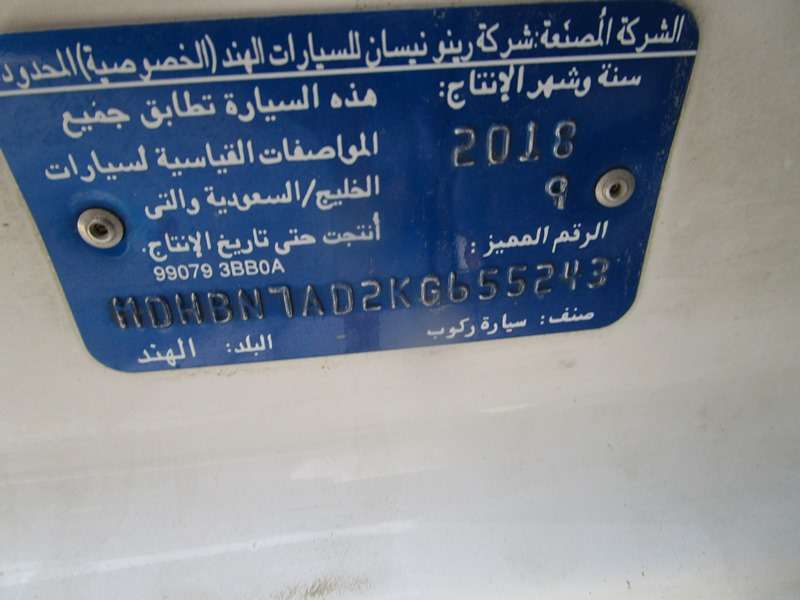 الشركة المُصنّعة: شركة رينو نيسان للسيارات الهند (الخصوصية) المحدود
سنة وشهر الإنتاج:
2018
9
هذه السيارة تطابق جميع
المواصفات القياسية لسيارات
الخليج/السعودية والتى
أنتجت حتى تاريخ الإنتاج.
99079 3BB0A
الرقم المميز:
MDHBN7AD2KG655243
صنف: سيارة ركوب
البلد: الهند